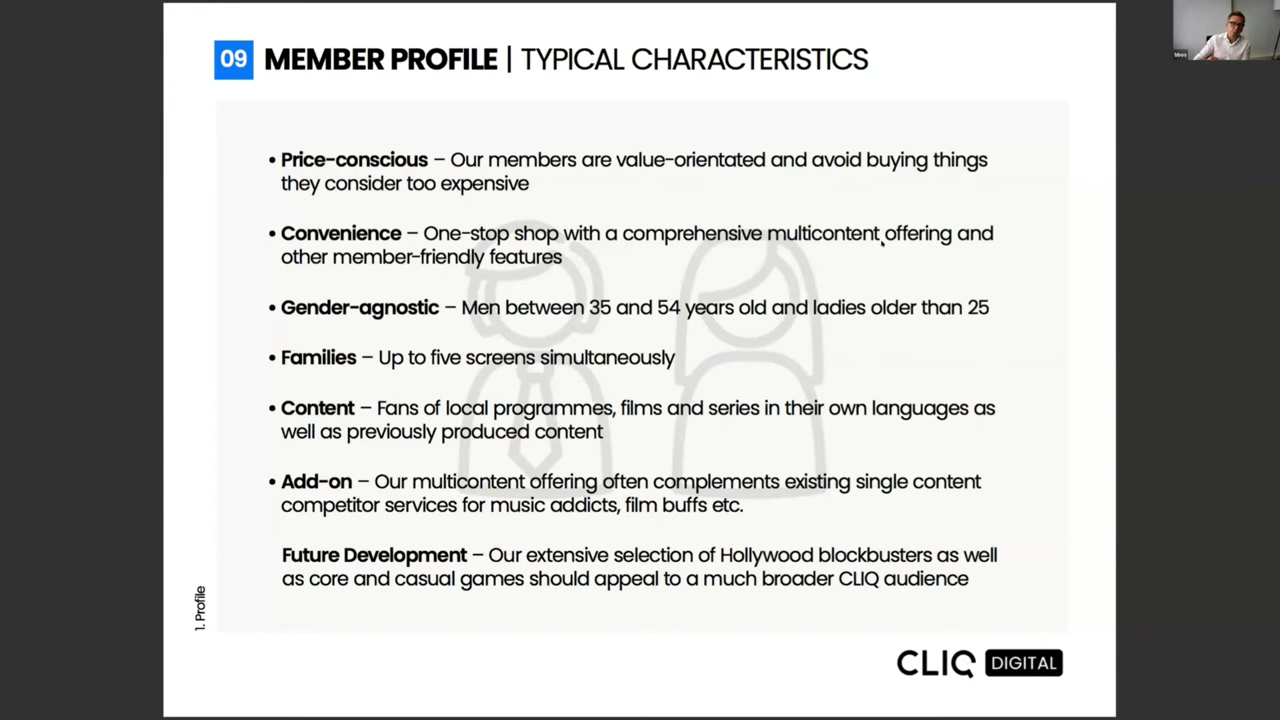 09 MEMBER PROFILE | TYPICAL CHARACTERISTICS
• Price-conscious – Our members are value-orientated and avoid buying things
they consider too expensive
• Convenience – One-stop shop with a comprehensive multicontent offering and
other member-friendly features
• Gender-agnostic – Men between 35 and 54 years old and ladies older than 25
• Families – Up to five screens simultaneously
• Content – Fans of local programmes, films and series in their own languages as
well as previously produced content
• Add-on – Our multicontent offering often complements existing single content
competitor services for music addicts, film buffs etc.
Future Development – Our extensive selection of Hollywood blockbusters as well
as core and casual games should appeal to a much broader CLIQ audience
1. Profile
CLIQ DIGITAL